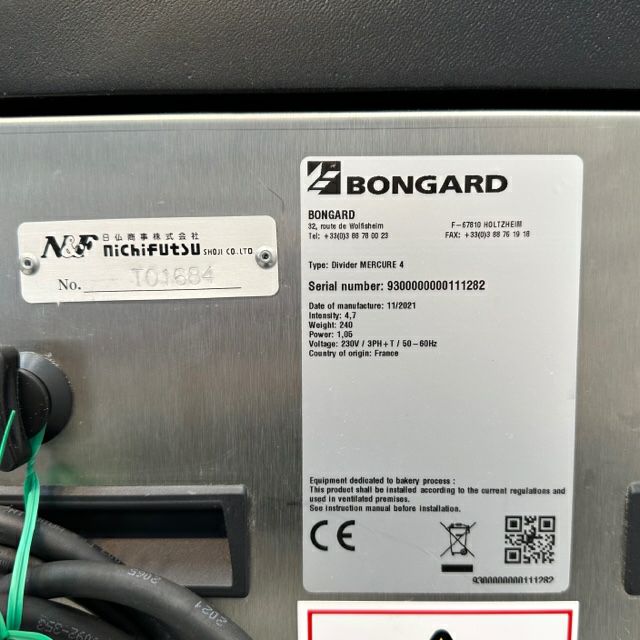 BONGARD
BONGARD
32, route de Wolfisheim F-67810 HOLTZHEIM
Tel: +33(0)3 88 78 00 23 FAX: +33(0)3 88 76 19 18
Type: Divider MERCURE 4
Serial number: 9300000000111282
Date of manufacture: 11/2021
Intensity: 4,7
Weight: 240
Power: 1,05
Voltage: 230V / 3PH+T / 50-60Hz
Country of origin: France
Equipment dedicated to bakery process :
This product shall be installed according to the current regulations and
used in ventilated premises.
See instruction manual before installation.
CE
9300000000111282
N&F 日仏商事株式会社
nichifutsu SHOJI CO.LTD
No. T01684
2065
2021